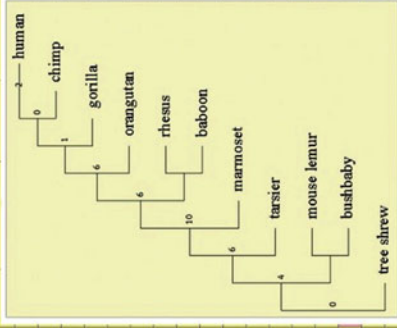 human
2
chimp
0
gorilla
1
orangutan
6
rhesus
baboon
6
marmoset
10
tarsier
6
mouse lemur
bushbaby
4
tree shrew
0